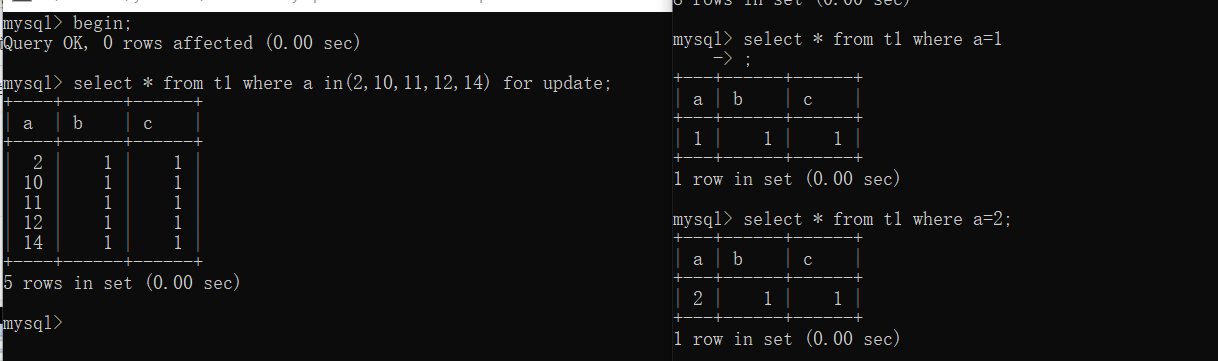 mysql> begin;
Query OK, 0 rows affected (0.00 sec)
mysql> select * from t1 where a in(2,10,11,12,14) for update;
+----+------+------+
| a | b | c |
+----+------+------+
| 2 | 1 | 1 |
| 10 | 1 | 1 |
| 11 | 1 | 1 |
| 12 | 1 | 1 |
| 14 | 1 | 1 |
+----+------+------+
5 rows in set (0.00 sec)
mysql>
rows in set (0.00 sec)
mysql> select * from t1 where a=1
-> ;
+---+------+------+
| a | b | c |
+---+------+------+
| 1 | 1 | 1 |
+---+------+------+
1 row in set (0.00 sec)
mysql> select * from t1 where a=2;
+---+------+------+
| a | b | c |
+---+------+------+
| 2 | 1 | 1 |
+---+------+------+
1 row in set (0.00 sec)